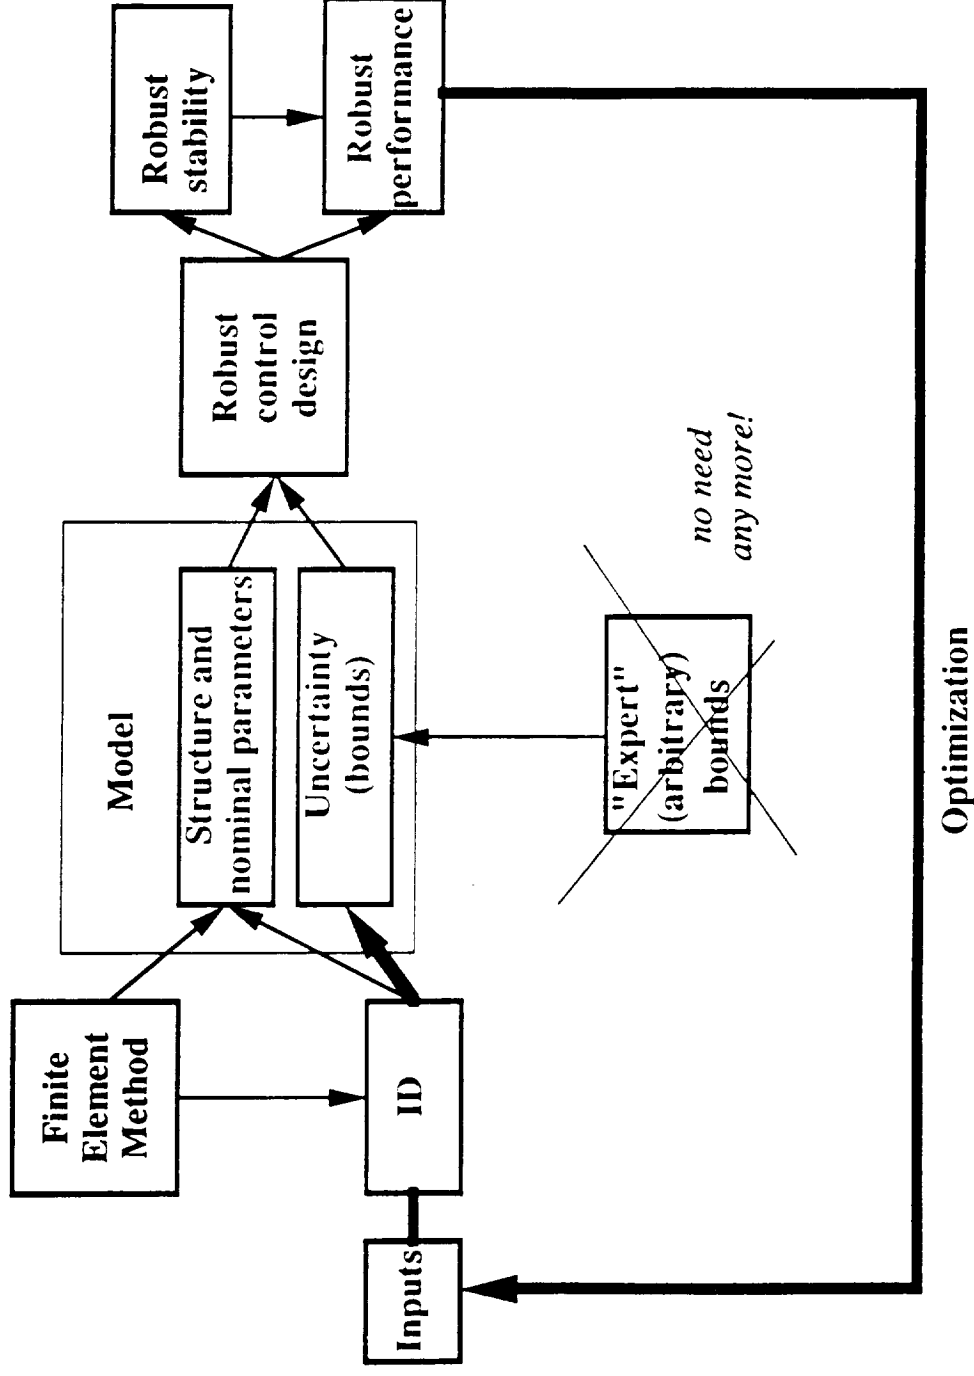 Finite
Element
Method
Inputs
ID
Model
Structure and
nominal parameters
Uncertainty
(bounds)
"Expert"
(arbitrary)
bounds
no need
any more!
Robust
control
design
Robust
stability
Robust
performance
Optimization